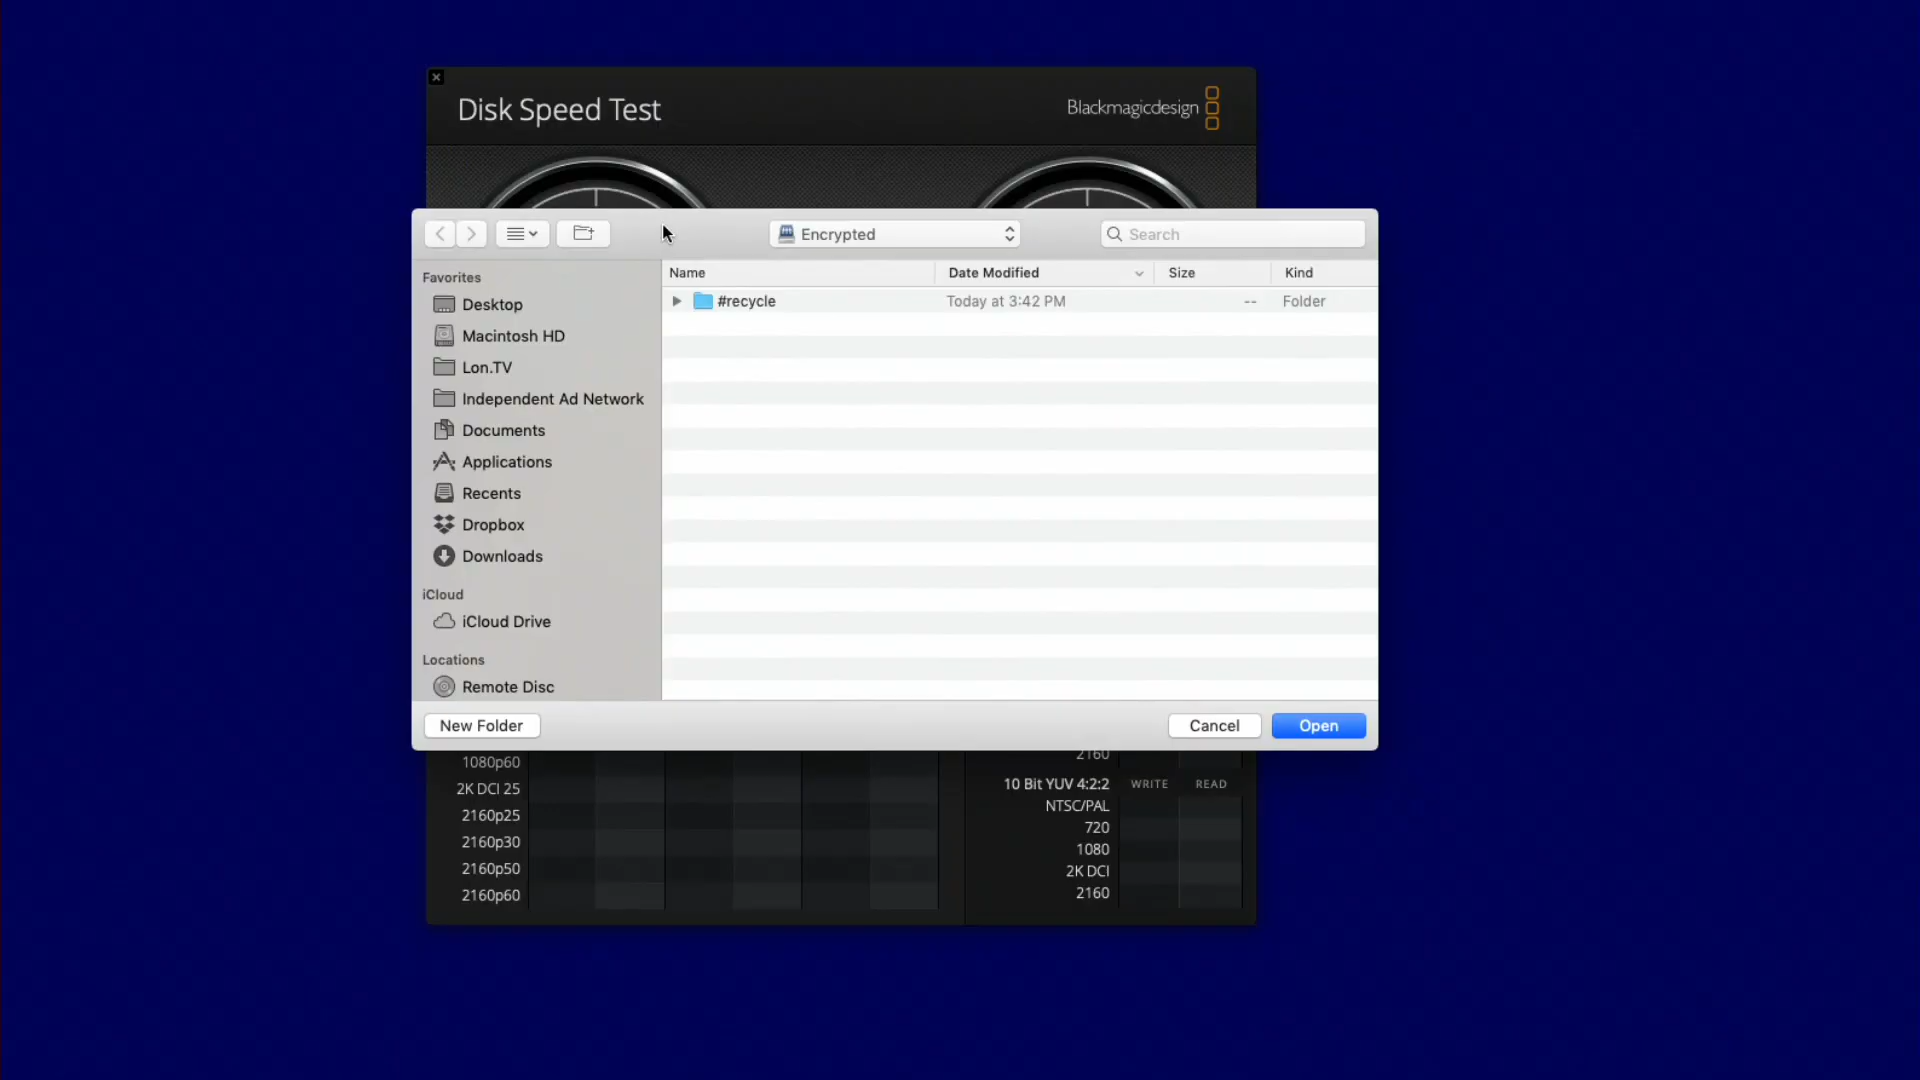 Disk Speed Test
Blackmagicdesign
Encrypted
Search
Favorites
Desktop
Macintosh HD
Lon.TV
Independent Ad Network
Documents
Applications
Recents
Dropbox
Downloads
iCloud
iCloud Drive
Locations
Remote Disc
Name Date Modified Size Kind
#recycle Today at 3:42 PM -- Folder
New Folder Cancel Open
1080p60
2K DCI 25
2160p25
2160p30
2160p50
2160p60
2160
10 Bit YUV 4:2:2 WRITE READ
NTSC/PAL
720
1080
2K DCI
2160